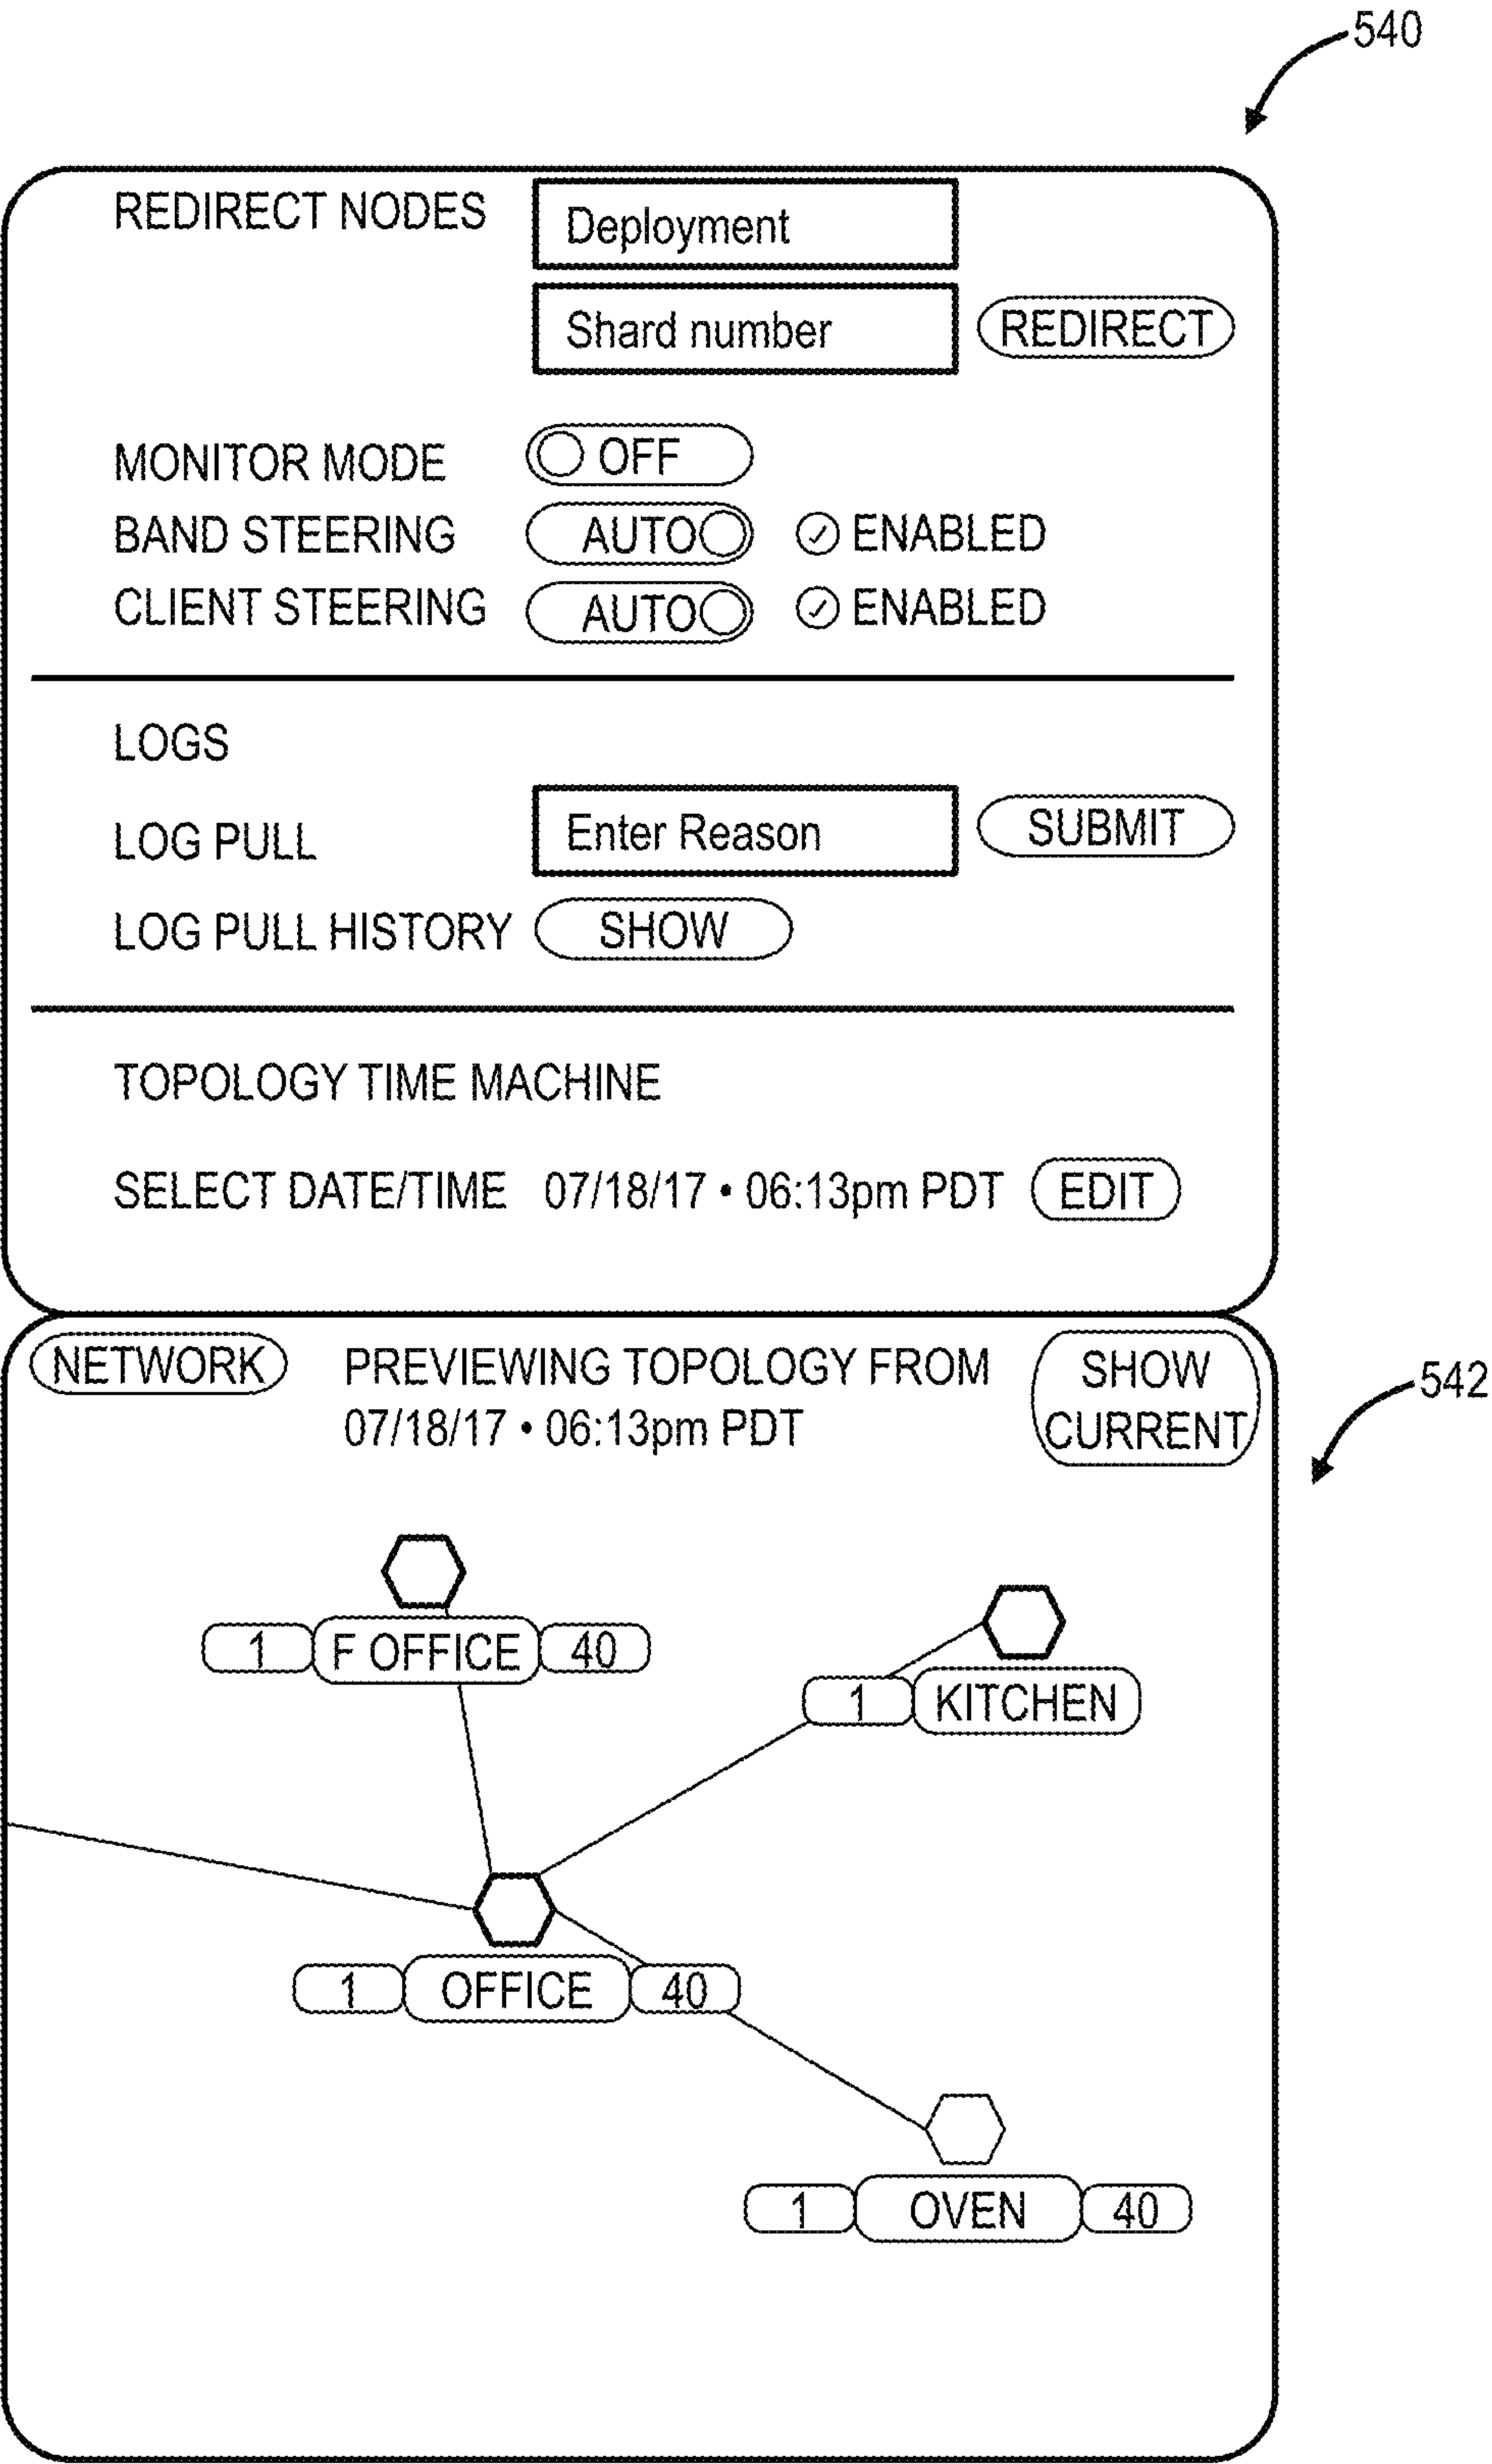 540
REDIRECT NODES Deployment
Shard number REDIRECT
MONITOR MODE OFF
BAND STEERING AUTO ENABLED
CLIENT STEERING AUTO ENABLED
LOGS
LOG PULL Enter Reason SUBMIT
LOG PULL HISTORY SHOW
TOPOLOGY TIME MACHINE
SELECT DATE/TIME 07/18/17 • 06:13pm PDT EDIT
NETWORK PREVIEWING TOPOLOGY FROM SHOW
07/18/17 • 06:13pm PDT CURRENT
542
1 F OFFICE 40
1 KITCHEN
1 OFFICE 40
1 OVEN 40